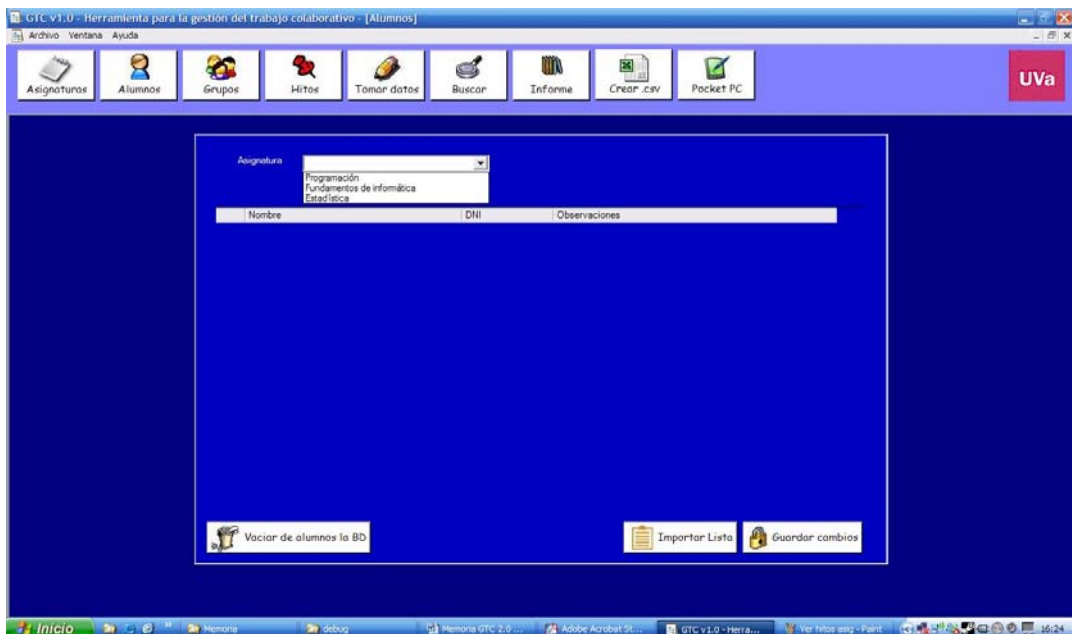 GTC v1.0 - Herramienta para la gestión del trabajo colaborativo - [Alumnos]
Archivo Ventana Ayuda
Asignaturas Alumnos Grupos Hitos Tomar datos Buscar Informe Crear .csv Pocket PC
UVa
Asignatura
Programación
Fundamentos de informática
Estadística
Nombre DNI Observaciones
Vaciar de alumnos la BD Importar Lista Guardar cambios
Inicio Memoria debug Memoria GTC 2.0 ... Adobe Acrobat St... GTC v1.0 - Herra... Ver hitos asig - Paint 16:24